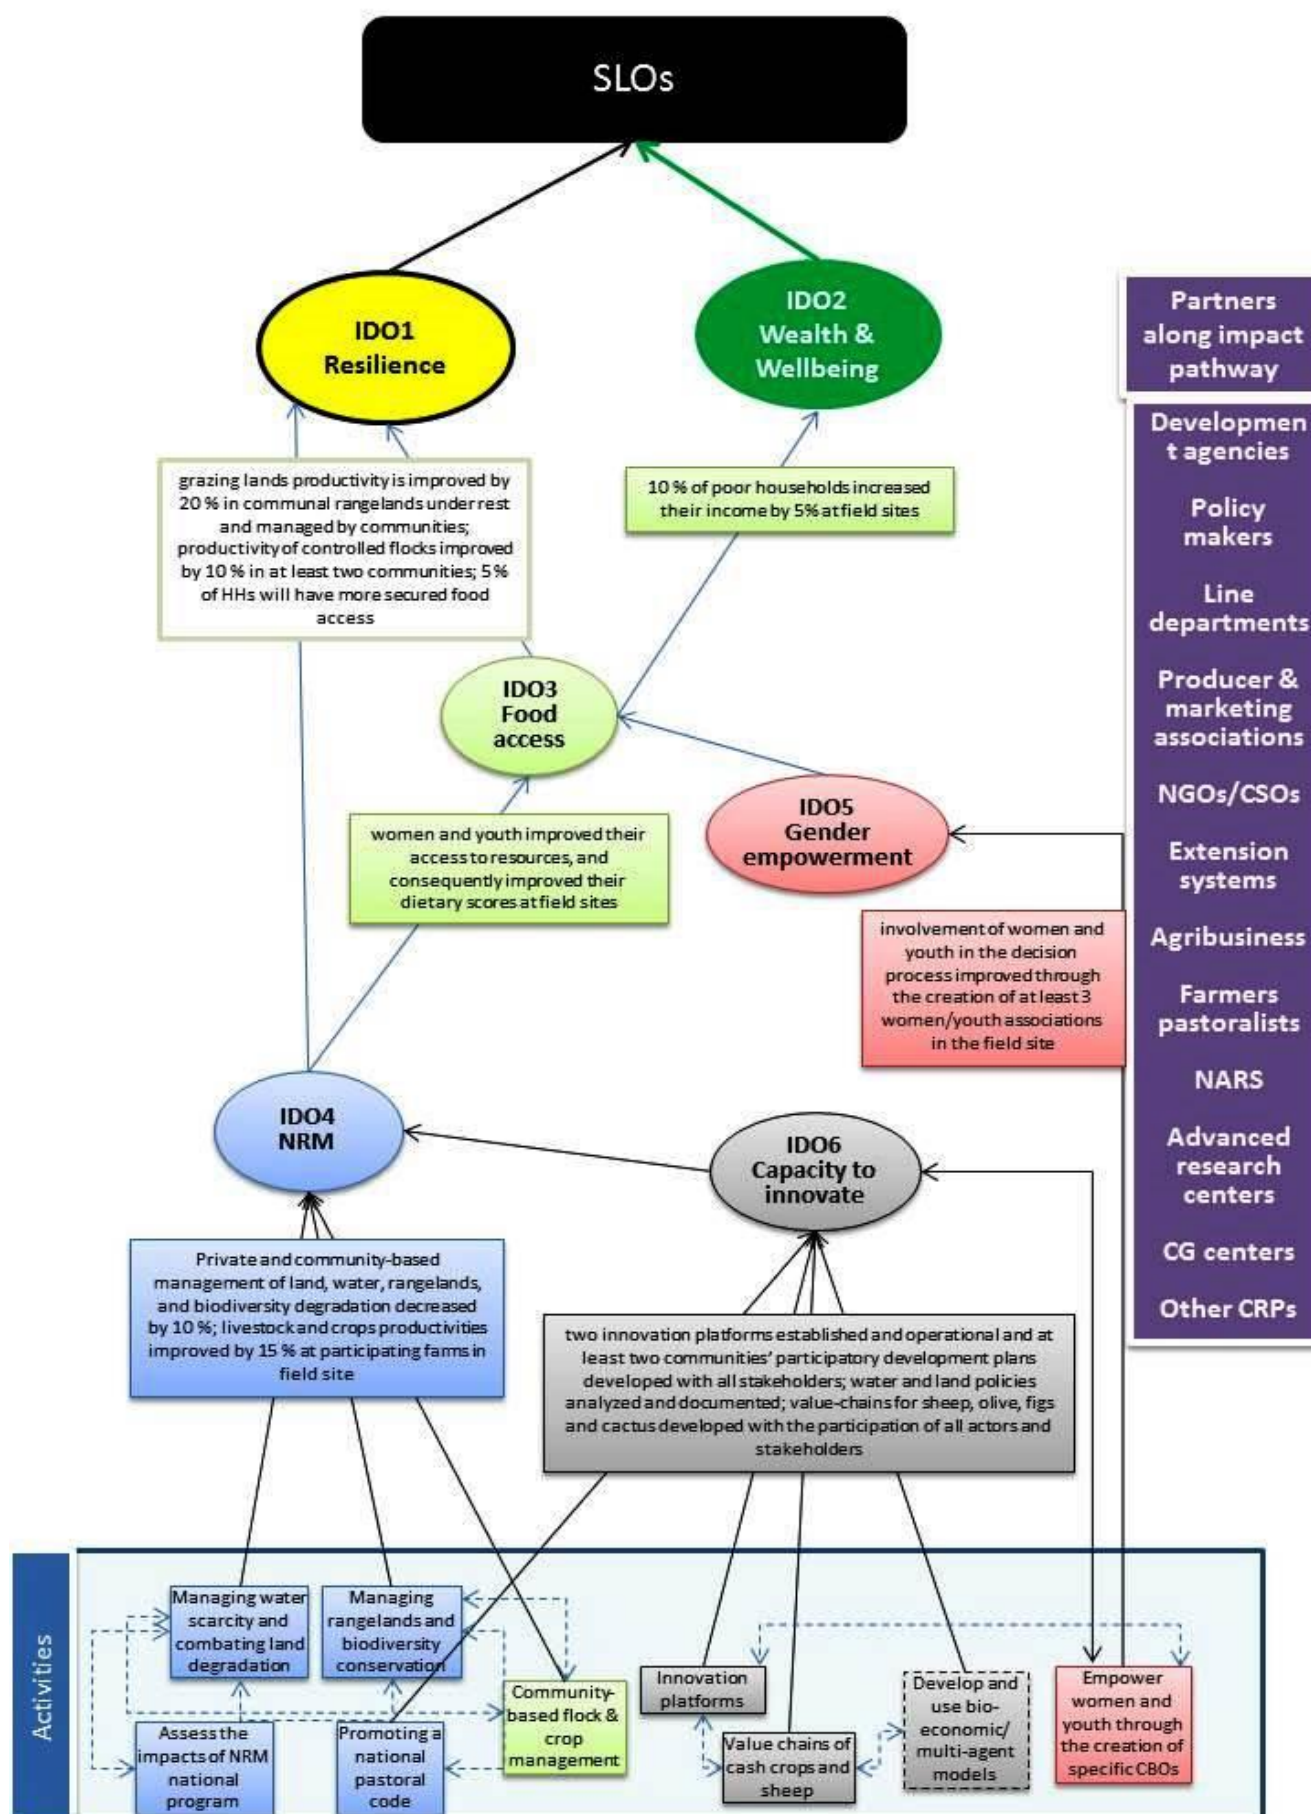 SLOs
IDO1
Resilience
IDO2
Wealth &
Wellbeing
Partners
along impact
pathway
Developmen
t agencies
Policy
makers
Line
departments
Producer &
marketing
associations
NGOs/CSOs
Extension
systems
Agribusiness
Farmers
pastoralists
NARS
Advanced
research
centers
CG centers
Other CRPs
grazing lands productivity is improved by
20 % in communal rangelands under rest
and managed by communities;
productivity of controlled flocks improved
by 10 % in at least two communities; 5 %
of HHs will have more secured food
access
10 % of poor households increased
their income by 5% at field sites
IDO3
Food
access
IDO5
Gender
empowerment
women and youth improved their
access to resources, and
consequently improved their
dietary scores at field sites
involvement of women and
youth in the decision
process improved through
the creation of at least 3
women/youth associations
in the field site
IDO4
NRM
IDO6
Capacity to
innovate
Private and community-based
management of land, water, rangelands,
and biodiversity degradation decreased
by 10 %; livestock and crops productivities
improved by 15 % at participating farms in
field site
two innovation platforms established and operational and at
least two communities' participatory development plans
developed with all stakeholders; water and land policies
analyzed and documented; value-chains for sheep, olive, figs
and cactus developed with the participation of all actors and
stakeholders
Activities
Managing water
scarcity and
combating land
degradation
Managing
rangelands and
biodiversity
conservation
Assess the
impacts of NRM
national
program
Promoting a
national
pastoral
code
Community-
based flock &
crop
management
Innovation
platforms
Value chains of
cash crops and
sheep
Develop and
use bio-
economic/
multi-agent
models
Empower
women and
youth through
the creation of
specific CBOs